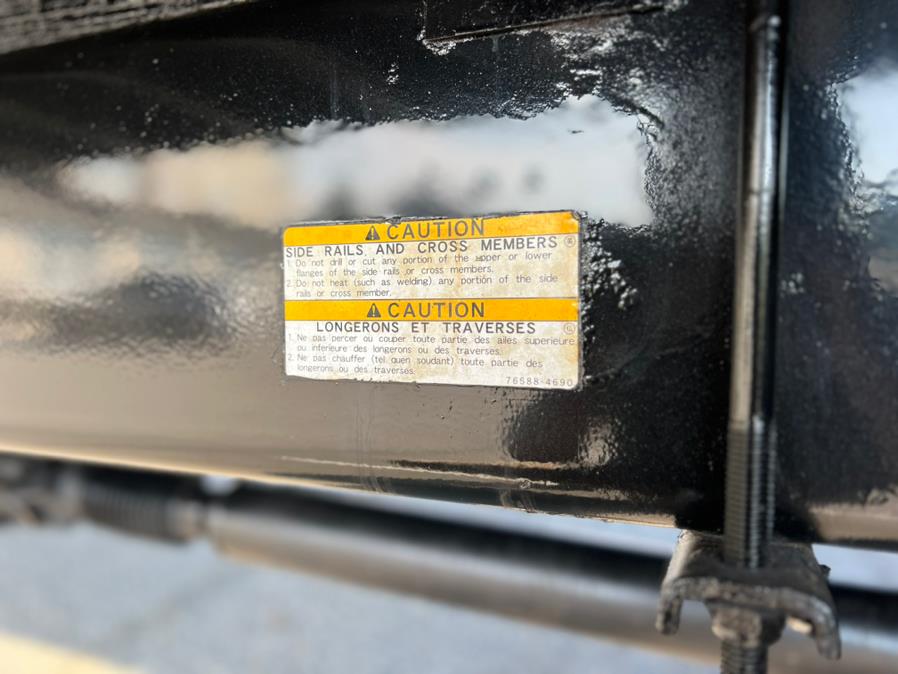 ⚠ CAUTION
SIDE RAILS AND CROSS MEMBERS
1. Do not drill or cut any portion of the upper or lower
flanges of the side rails or cross members.
2. Do not heat (such as welding) any portion of the side
rails or cross member.
⚠ CAUTION
LONGERONS ET TRAVERSES
1. Ne pas percer ou couper toute partie des ailes superieure
ou inferieure des longerons ou des traverses.
2. Ne pas chauffer (tel quen soudant) toute partie des
longerons ou des traverses.
76588-4690